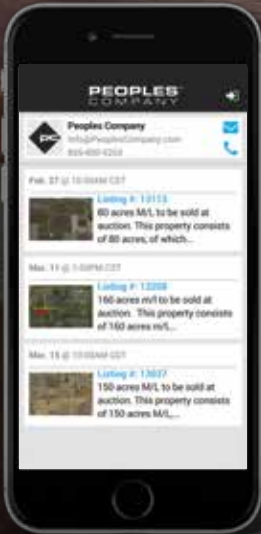 PEOPLES
COMPANY
pc
Peoples Company
Info@PeoplesCompany.com
Feb. 27 @ 10:00AM CST
Listing #: 13113
80 acres M/L to be sold at
auction. This property consists
of 80 acres, of which...
Mar. 11 @ 1:00PM CST
Listing #: 13208
160 acres m/l to be sold at
auction. This property consists
of 160 acres m/l...
Mar. 15 @ 10:00AM CST
Listing #: 13037
150 acres M/L to be sold at
auction. This property consists
of 150 acres M/L,...